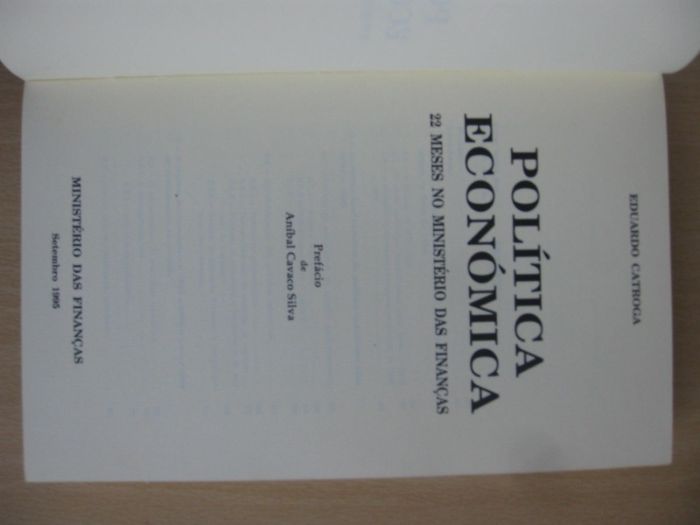 EDUARDO CATROGA
POLÍTICA
ECONÓMICA
22 MESES NO MINISTÉRIO DAS FINANÇAS
Prefácio
de
Aníbal Cavaco Silva
MINISTÉRIO DAS FINANÇAS
Setembro 1995